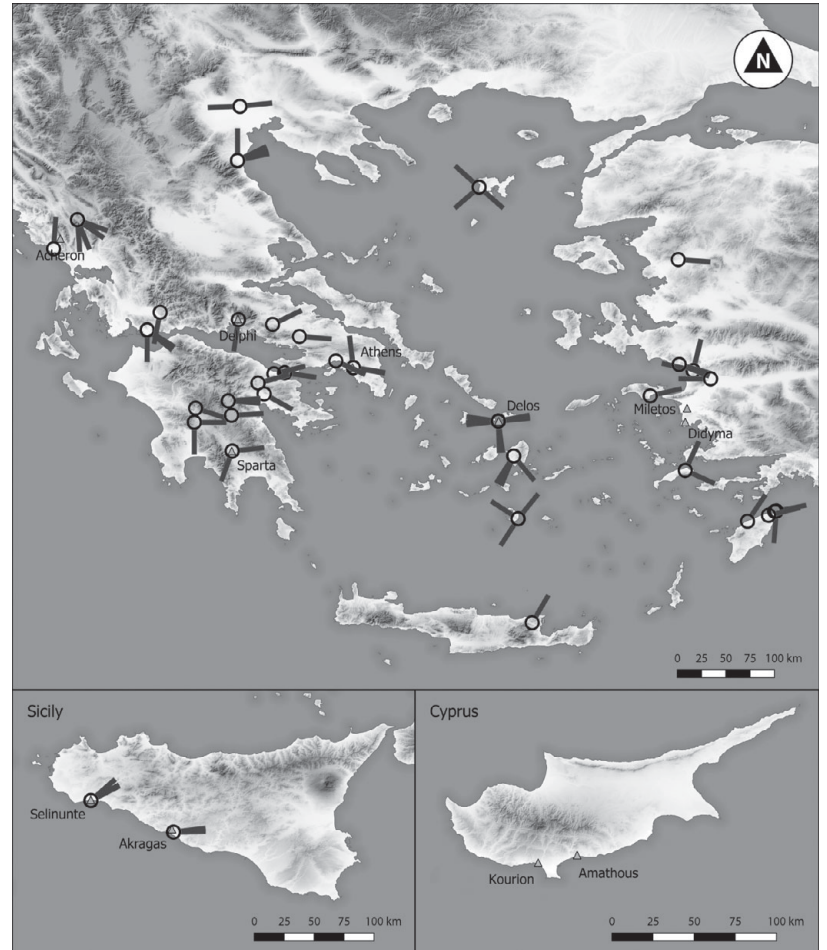 N
Acheron
Delphi
Athens
Delos
Miletos
Didyma
Sparta
0 25 50 75 100 km
Sicily
Selinunte
Akragas
0 25 50 75 100 km
Cyprus
Kourion
Amathous
0 25 50 75 100 km